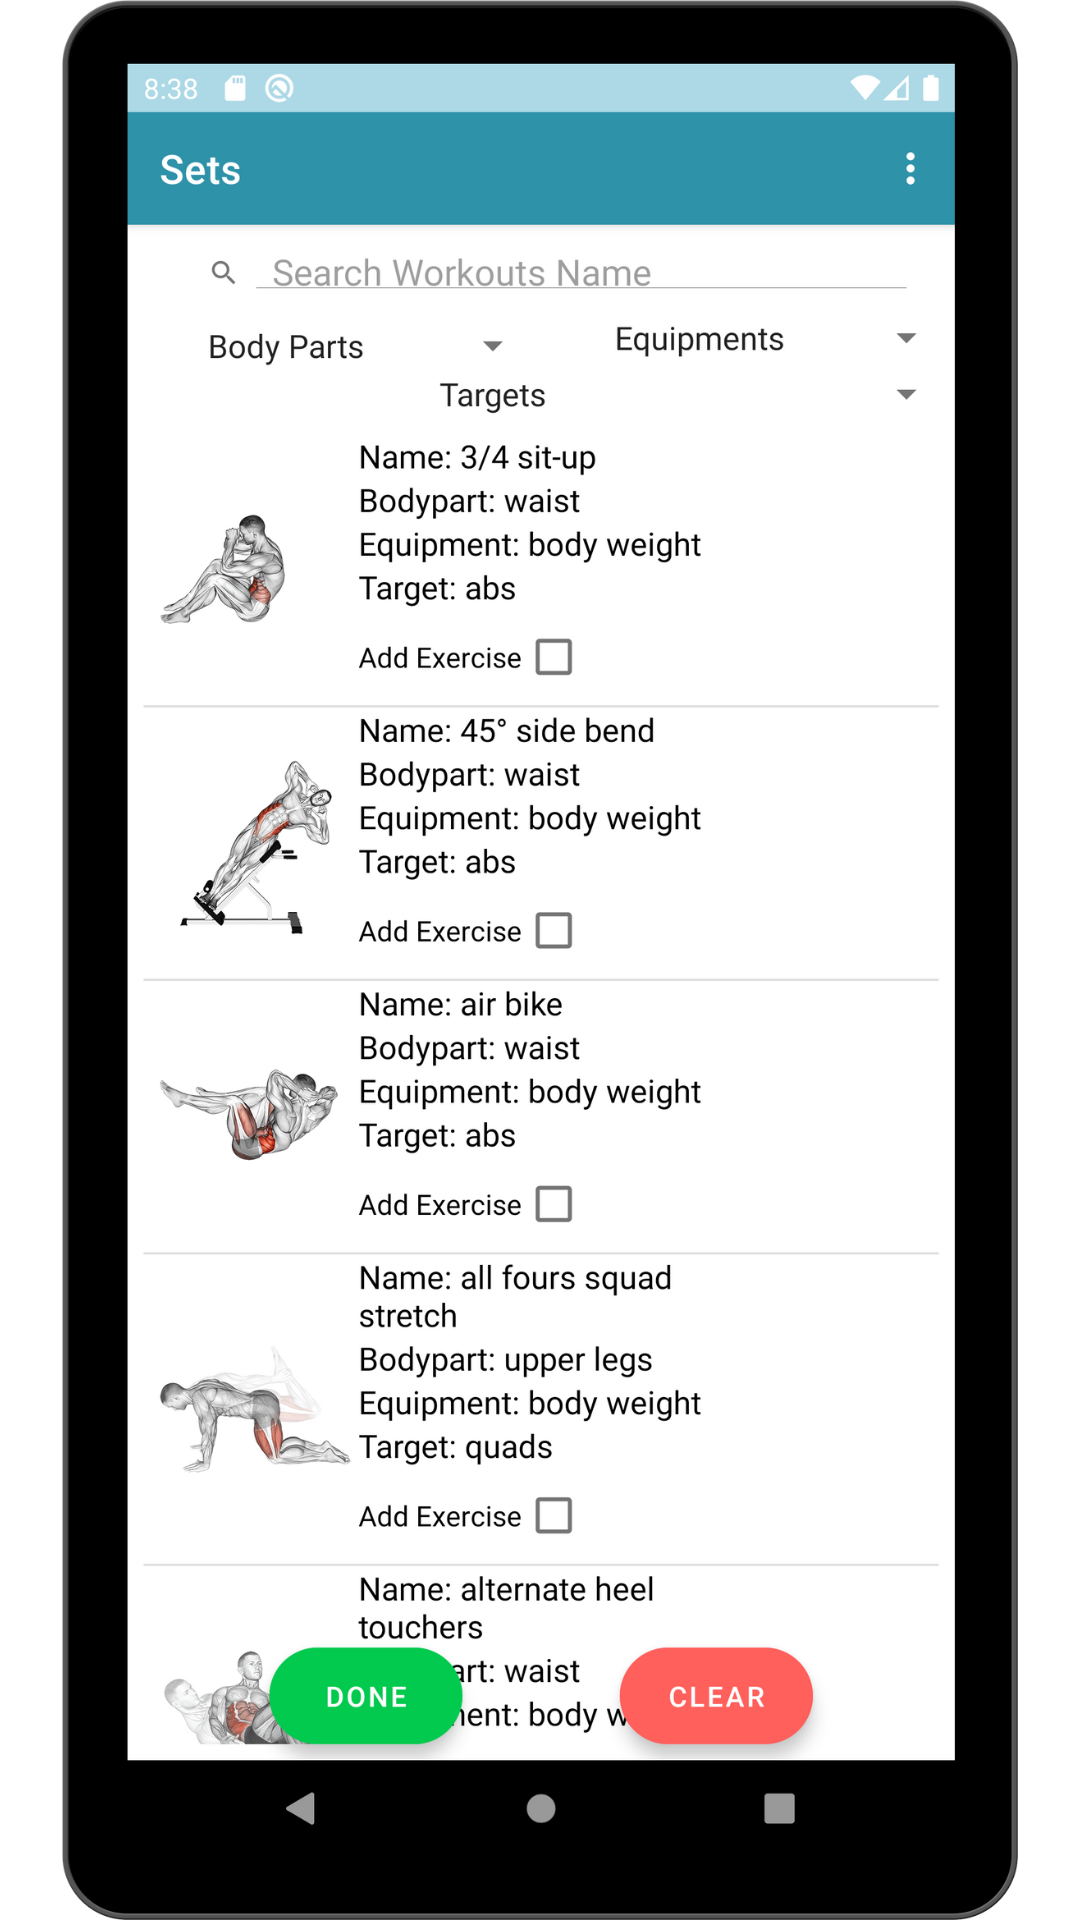 8:38
Sets
Search Workouts Name
Body Parts
Equipments
Targets
Name: 3/4 sit-up
Bodypart: waist
Equipment: body weight
Target: abs
Add Exercise
Name: 45° side bend
Bodypart: waist
Equipment: body weight
Target: abs
Add Exercise
Name: air bike
Bodypart: waist
Equipment: body weight
Target: abs
Add Exercise
Name: all fours squad
stretch
Bodypart: upper legs
Equipment: body weight
Target: quads
Add Exercise
Name: alternate heel
touchers
art: waist
ent: body w
DONE
CLEAR